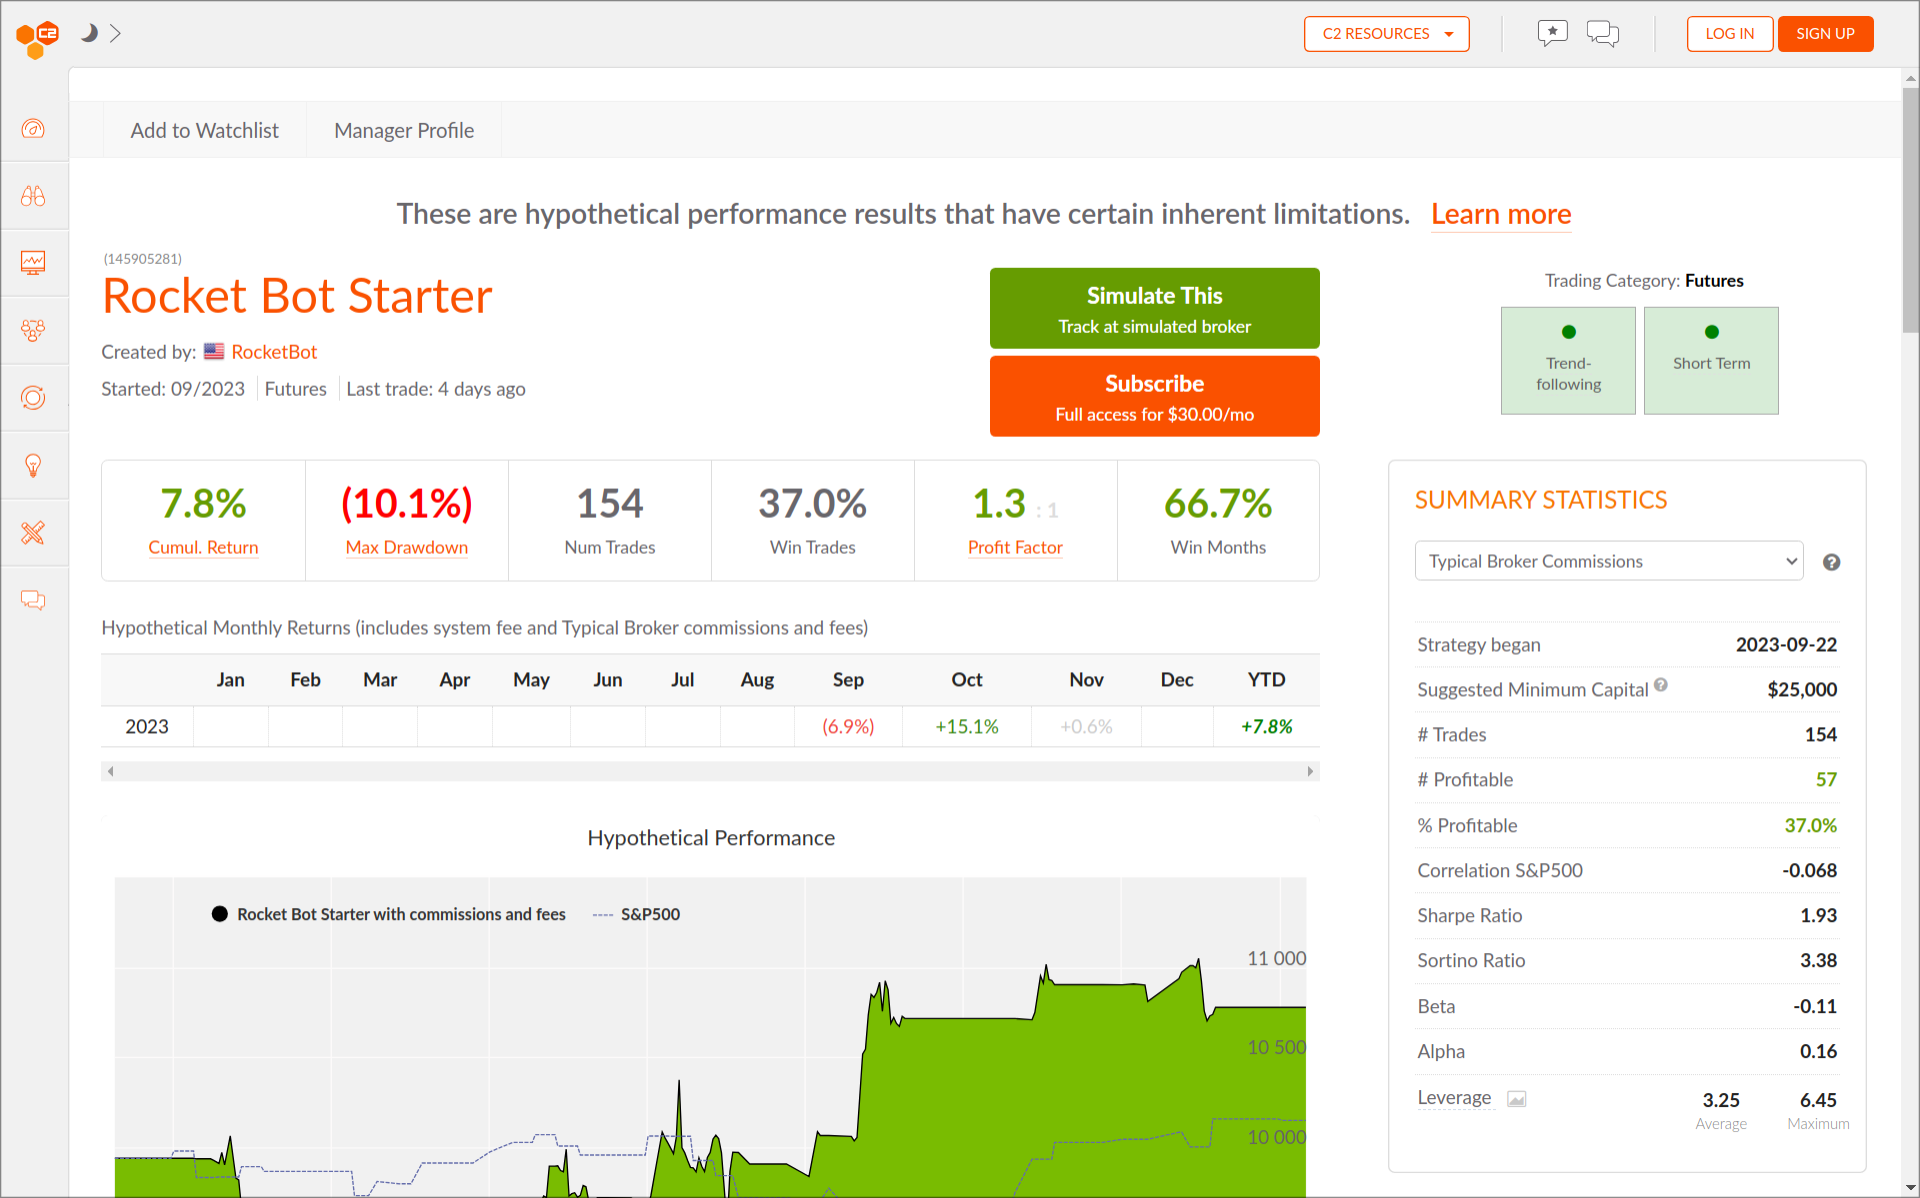 C2
C2 RESOURCES
LOG IN
SIGN UP
Add to Watchlist
Manager Profile
These are hypothetical performance results that have certain inherent limitations. Learn more
(145905281)
Rocket Bot Starter
Created by: RocketBot
Started: 09/2023 Futures Last trade: 4 days ago
Simulate This
Track at simulated broker
Subscribe
Full access for $30.00/mo
Trading Category: Futures
Trend-
following
Short Term
7.8%
Cumul. Return
(10.1%)
Max Drawdown
154
Num Trades
37.0%
Win Trades
1.3 : 1
Profit Factor
66.7%
Win Months
Hypothetical Monthly Returns (includes system fee and Typical Broker commissions and fees)
Jan Feb Mar Apr May Jun Jul Aug Sep Oct Nov Dec YTD
2023 (6.9%) +15.1% +0.6% +7.8%
Hypothetical Performance
Rocket Bot Starter with commissions and fees S&P500
11 000
10 500
10 000
SUMMARY STATISTICS
Typical Broker Commissions
?
Strategy began 2023-09-22
Suggested Minimum Capital ? $25,000
# Trades 154
# Profitable 57
% Profitable 37.0%
Correlation S&P500 -0.068
Sharpe Ratio 1.93
Sortino Ratio 3.38
Beta -0.11
Alpha 0.16
Leverage 3.25 6.45
Average Maximum